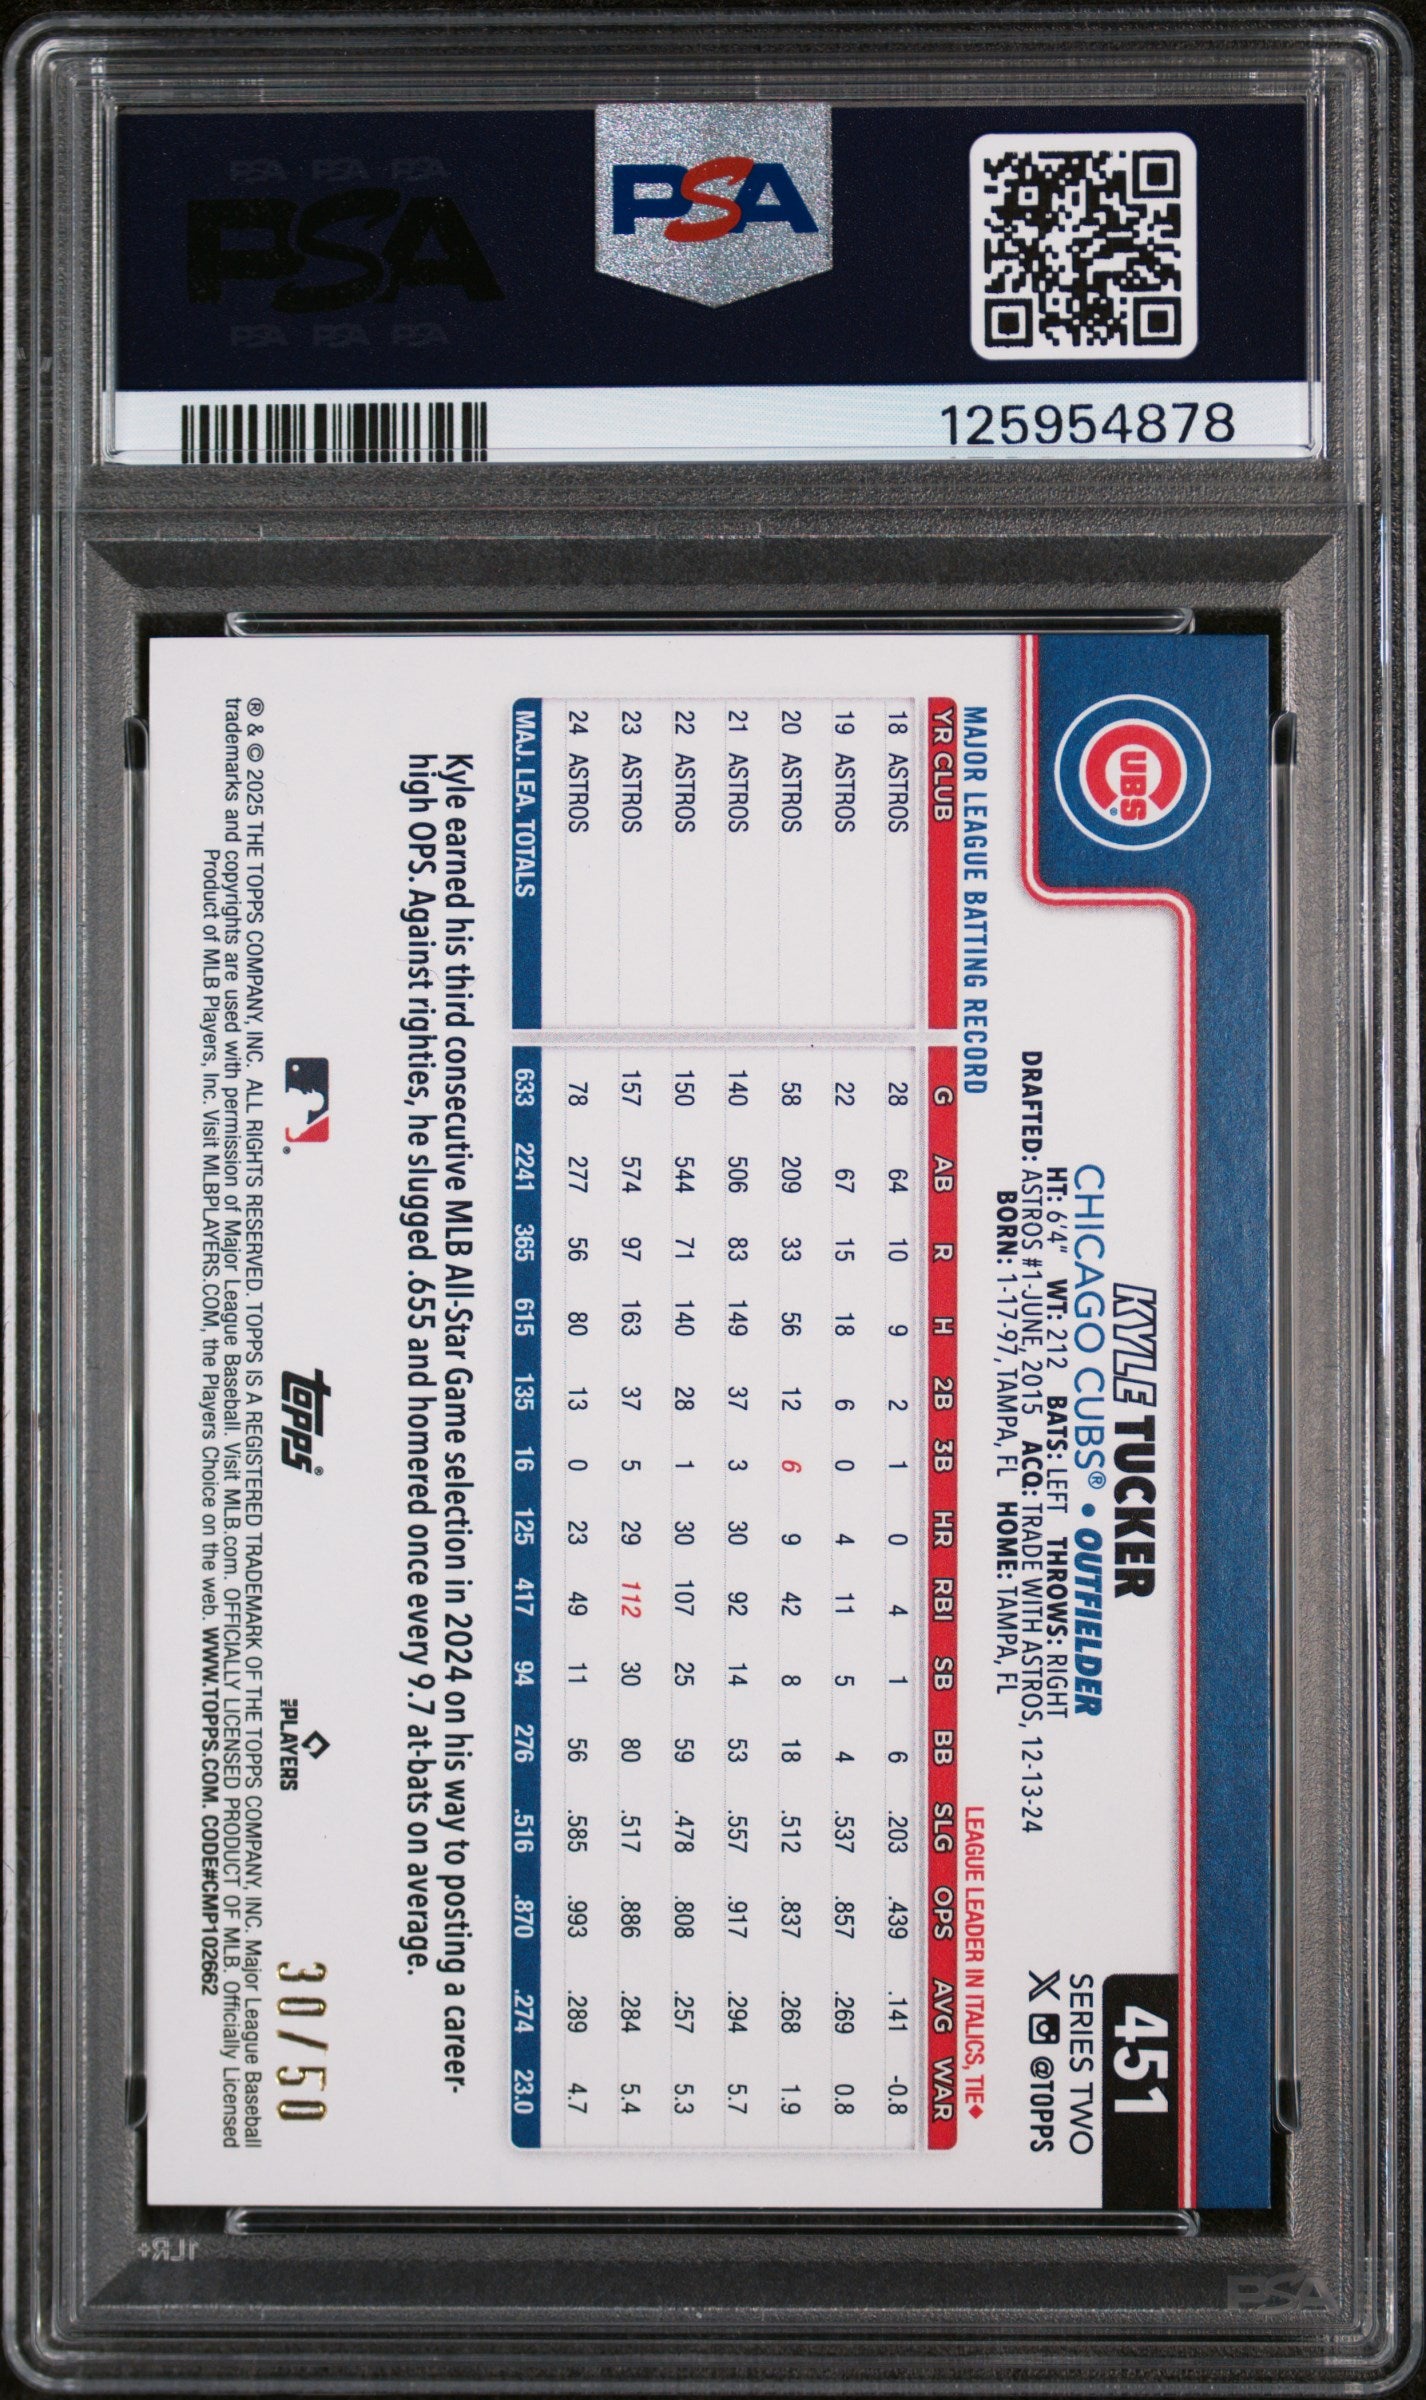 PSA PSA PSA
PSA
PSA PSA PSA
PSA
125954878
CUBS®
KYLE TUCKER
CHICAGO CUBS® • OUTFIELDER
HT: 6'4" WT: 212 BATS: LEFT THROWS: RIGHT
DRAFTED: ASTROS #1-JUNE, 2015 ACQ: TRADE WITH ASTROS, 12-13-24
BORN: 1-17-97, TAMPA, FL HOME: TAMPA, FL
451
SERIES TWO
@TOPPS
MAJOR LEAGUE BATTING RECORD LEAGUE LEADER IN ITALICS, TIE♦
YR CLUB G AB R H 2B 3B HR RBI SB BB SLG OPS AVG WAR
18 ASTROS 28 64 10 9 2 1 0 4 1 6 .203 .439 .141 -0.8
19 ASTROS 22 67 15 18 6 0 4 11 5 4 .537 .857 .269 0.8
20 ASTROS 58 209 33 56 12 6 9 42 8 18 .512 .837 .268 1.9
21 ASTROS 140 506 83 149 37 3 30 92 14 53 .557 .917 .294 5.7
22 ASTROS 150 544 71 140 28 1 30 107 25 59 .478 .808 .257 5.3
23 ASTROS 157 574 97 163 37 5 29 112 30 80 .517 .886 .284 5.4
24 ASTROS 78 277 56 80 13 0 23 49 11 56 .585 .993 .289 4.7
MAJ. LEA. TOTALS 633 2241 365 615 135 16 125 417 94 276 .516 .870 .274 23.0
Kyle earned his third consecutive MLB All-Star Game selection in 2024 on his way to posting a career-
high OPS. Against righties, he slugged .655 and homered once every 9.7 at-bats on average.
topps®
PLAYERS
30/50
® & © 2025 THE TOPPS COMPANY, INC. ALL RIGHTS RESERVED. TOPPS IS A REGISTERED TRADEMARK OF THE TOPPS COMPANY, INC. Major League Baseball
trademarks and copyrights are used with permission of Major League Baseball. Visit MLB.com. OFFICIALLY LICENSED PRODUCT OF MLB. Officially Licensed
Product of MLB Players, Inc. Visit MLBPLAYERS.COM, the Players Choice on the web. WWW.TOPPS.COM. CODE#CMP102662
1LR+
PSA